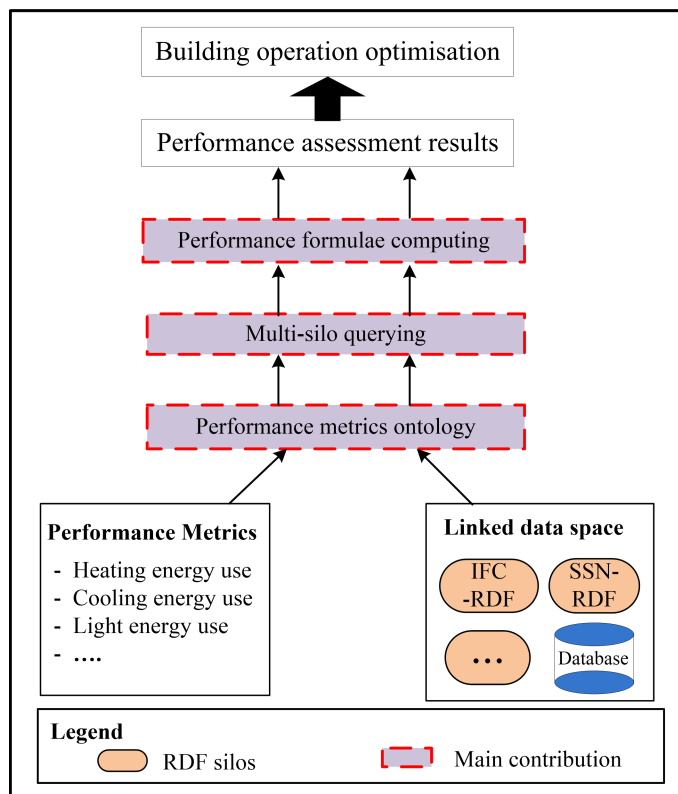 Building operation optimisation
Performance assessment results
Performance formulae computing
Multi-silo querying
Performance metrics ontology
Performance Metrics
- Heating energy use
- Cooling energy use
- Light energy use
- ....
Linked data space
IFC
-RDF
SSN-
RDF
...
Database
Legend
RDF silos
Main contribution